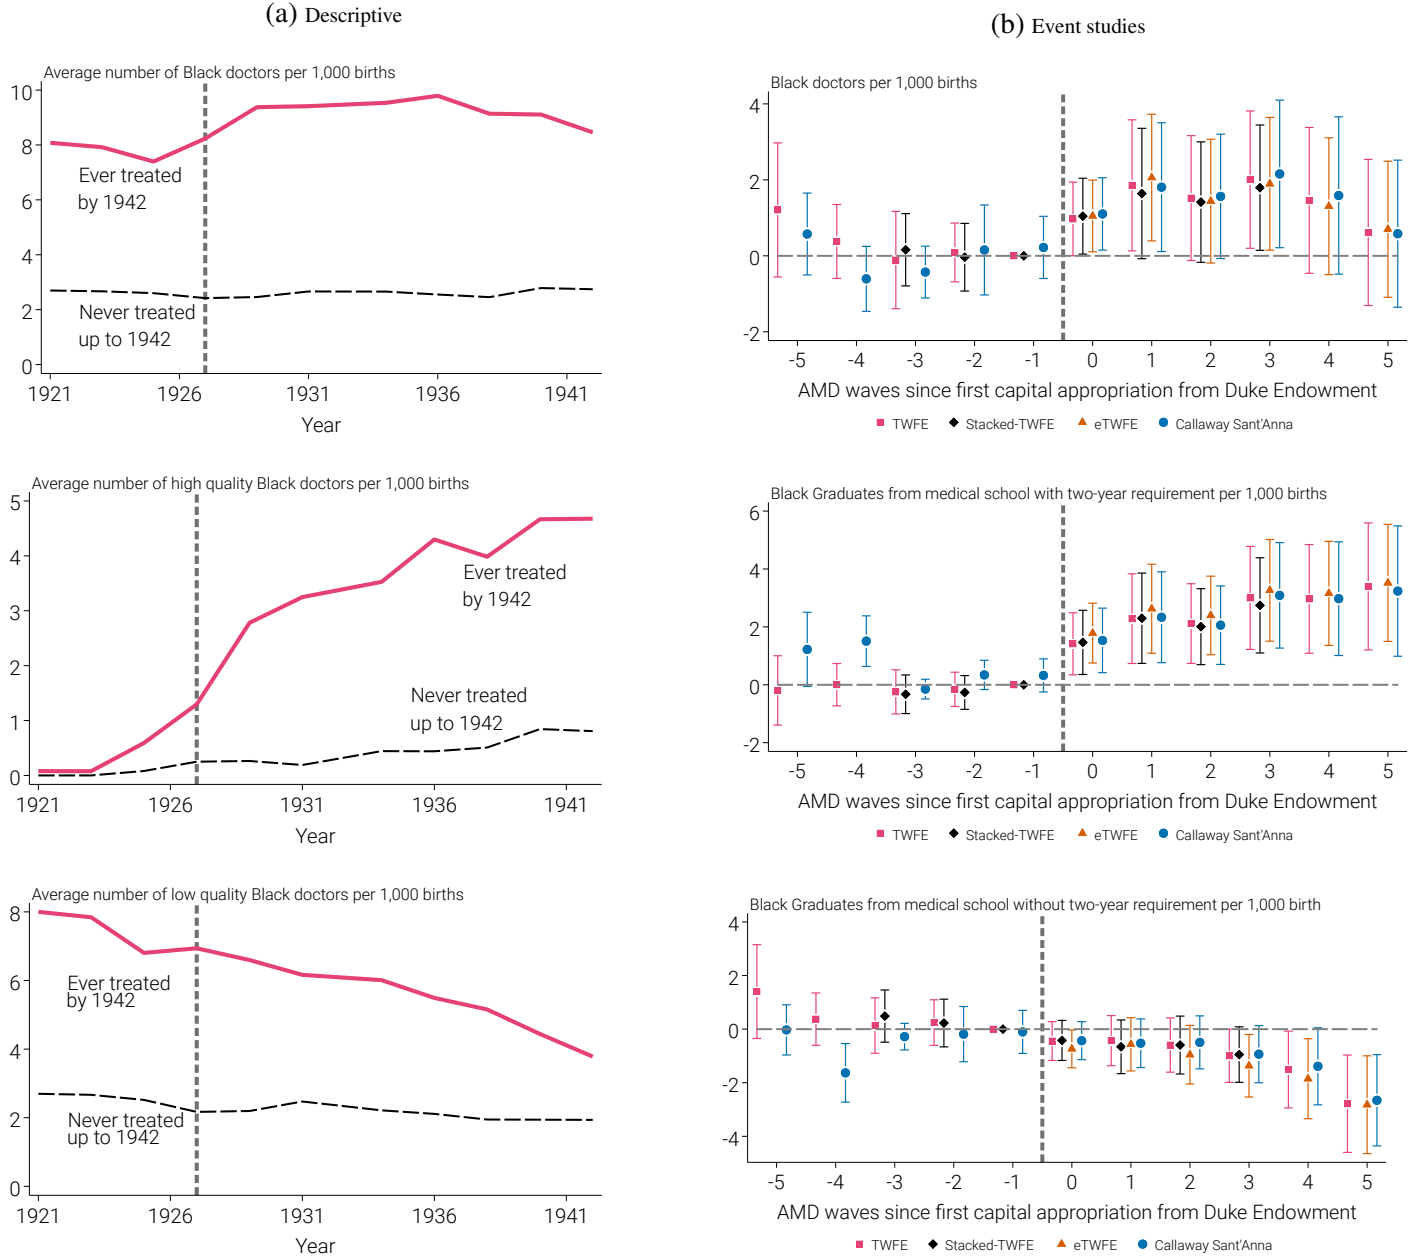 (a) Descriptive
(b) Event studies
Average number of Black doctors per 1,000 births
10
8
6
4
2
0
Ever treated
by 1942
Never treated
up to 1942
1921 1926 1931 1936 1941
Year
Black doctors per 1,000 births
4
2
0
-2
-5 -4 -3 -2 -1 0 1 2 3 4 5
AMD waves since first capital appropriation from Duke Endowment
TWFE Stacked-TWFE eTWFE Callaway Sant'Anna
Average number of high quality Black doctors per 1,000 births
5
4
3
2
1
0
Ever treated
by 1942
Never treated
up to 1942
1921 1926 1931 1936 1941
Year
Black Graduates from medical school with two-year requirement per 1,000 births
6
4
2
0
-2
-5 -4 -3 -2 -1 0 1 2 3 4 5
AMD waves since first capital appropriation from Duke Endowment
TWFE Stacked-TWFE eTWFE Callaway Sant'Anna
Average number of low quality Black doctors per 1,000 births
8
6
4
2
0
Ever treated
by 1942
Never treated
up to 1942
1921 1926 1931 1936 1941
Year
Black Graduates from medical school without two-year requirement per 1,000 birth
4
2
0
-2
-4
-5 -4 -3 -2 -1 0 1 2 3 4 5
AMD waves since first capital appropriation from Duke Endowment
TWFE Stacked-TWFE eTWFE Callaway Sant'Anna